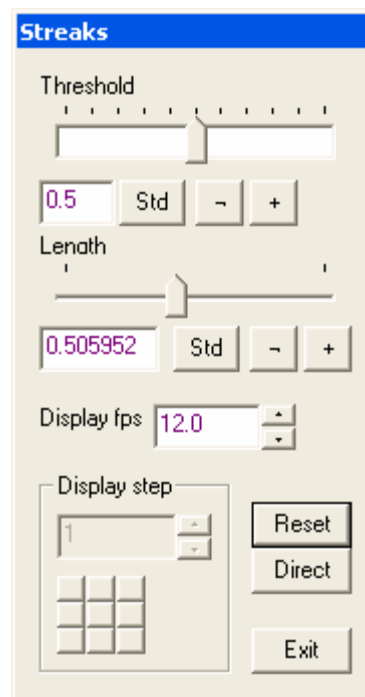 Streaks
Threshold
0.5 Std ¬ +
Length
0.505952 Std ¬ +
Display fps 12.0
Display step
1
Reset
Direct
Exit